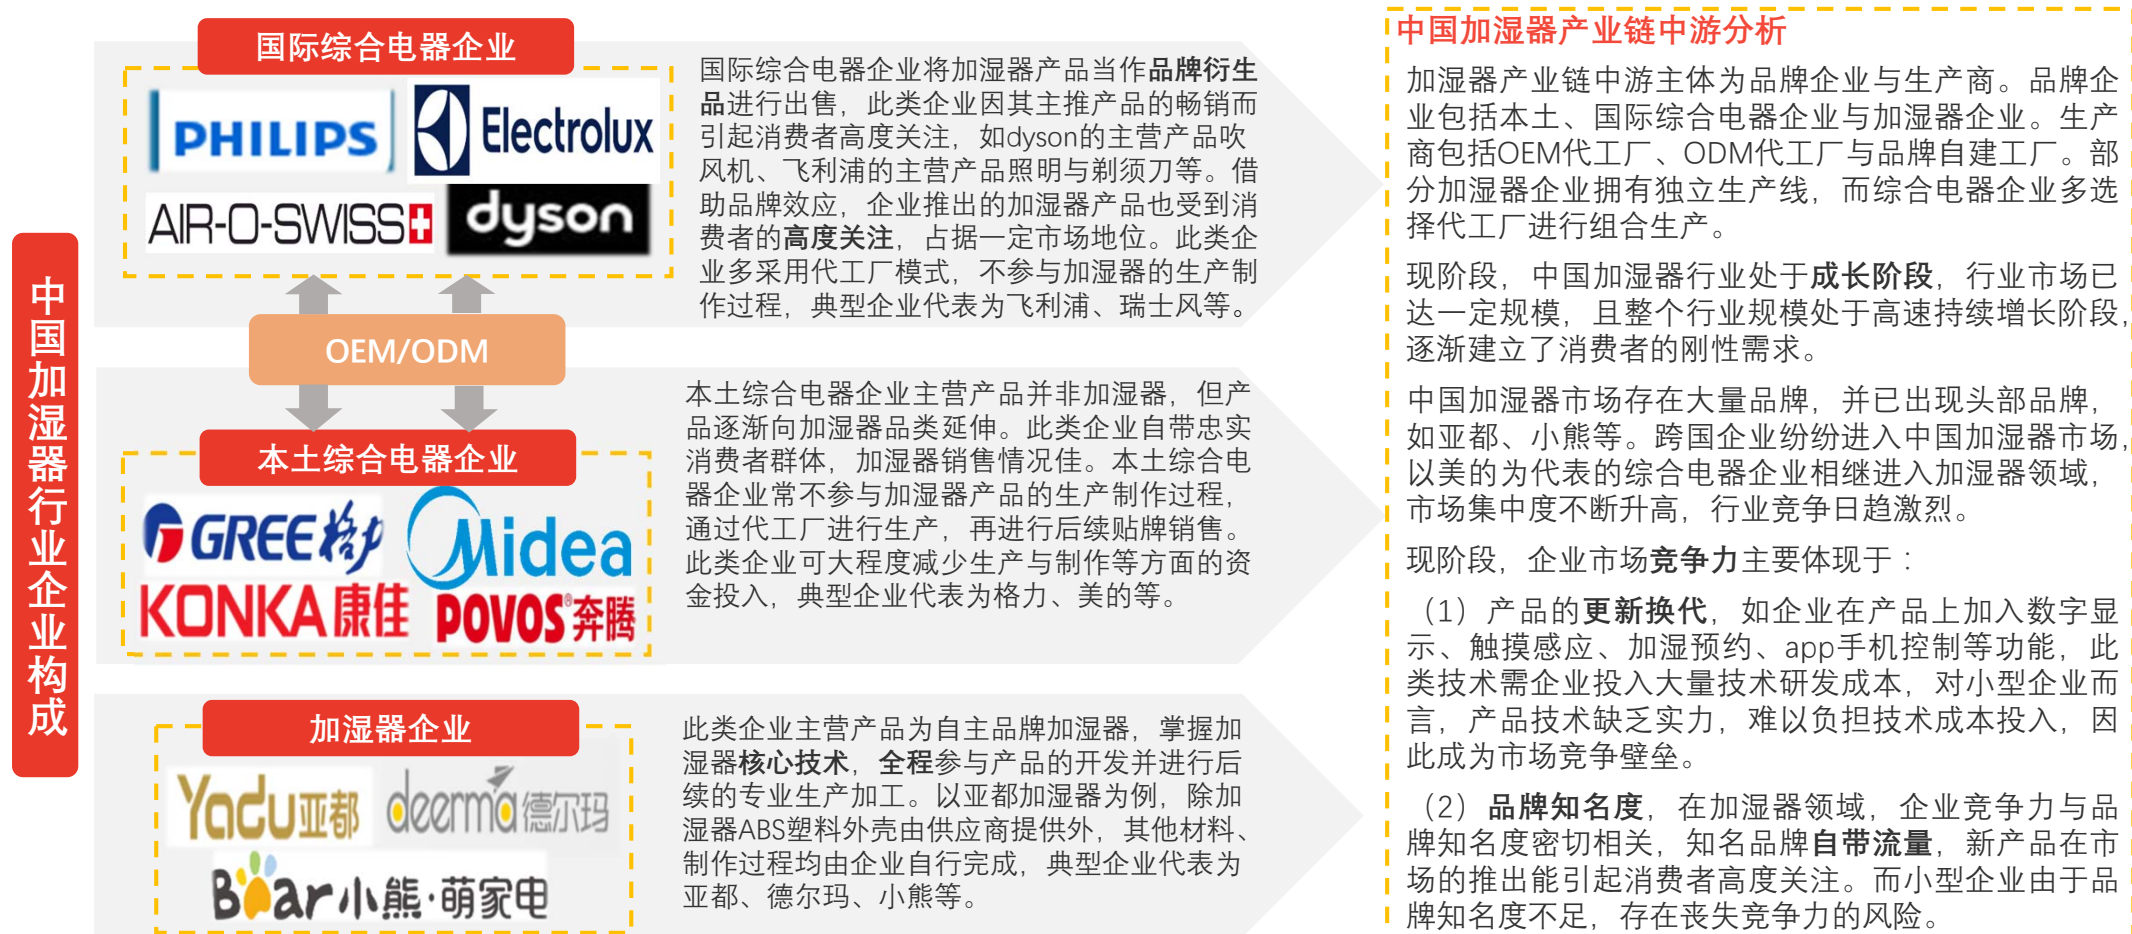 中国加湿器行业企业构成
国际综合电器企业
PHILIPS
Electrolux
AIR-O-SWISS
dyson
国际综合电器企业将加湿器产品当作品牌衍生
品进行出售，此类企业因其主推产品的畅销而
引起消费者高度关注，如dyson的主营产品吹
风机、飞利浦的主营产品照明与剃须刀等。借
助品牌效应，企业推出的加湿器产品也受到消
费者的高度关注，占据一定市场地位。此类企
业多采用代工厂模式，不参与加湿器的生产制
作过程，典型企业代表为飞利浦、瑞士风等。
OEM/ODM
本土综合电器企业
GREE格力
Midea
KONKA康佳
POVOS®奔腾
本土综合电器企业主营产品并非加湿器，但产
品逐渐向加湿器品类延伸。此类企业自带忠实
消费者群体，加湿器销售情况佳。本土综合电
器企业常不参与加湿器产品的生产制作过程，
通过代工厂进行生产，再进行后续贴牌销售。
此类企业可大程度减少生产与制作等方面的资
金投入，典型企业代表为格力、美的等。
加湿器企业
Yadu亚都
deerma德尔玛
Bear小熊·萌家电
此类企业主营产品为自主品牌加湿器，掌握加
湿器核心技术，全程参与产品的开发并进行后
续的专业生产加工。以亚都加湿器为例，除加
湿器ABS塑料外壳由供应商提供外，其他材料、
制作过程均由企业自行完成，典型企业代表为
亚都、德尔玛、小熊等。
中国加湿器产业链中游分析
加湿器产业链中游主体为品牌企业与生产商。品牌企
业包括本土、国际综合电器企业与加湿器企业。生产
商包括OEM代工厂、ODM代工厂与品牌自建工厂。部
分加湿器企业拥有独立生产线，而综合电器企业多选
择代工厂进行组合生产。
现阶段，中国加湿器行业处于成长阶段，行业市场已
达一定规模，且整个行业规模处于高速持续增长阶段，
逐渐建立了消费者的刚性需求。
中国加湿器市场存在大量品牌，并已出现头部品牌，
如亚都、小熊等。跨国企业纷纷进入中国加湿器市场，
以美的为代表的综合电器企业相继进入加湿器领域，
市场集中度不断升高，行业竞争日趋激烈。
现阶段，企业市场竞争力主要体现于：
（1）产品的更新换代，如企业在产品上加入数字显
示、触摸感应、加湿预约、app手机控制等功能，此
类技术需企业投入大量技术研发成本，对小型企业而
言，产品技术缺乏实力，难以负担技术成本投入，因
此成为市场竞争壁垒。
（2）品牌知名度，在加湿器领域，企业竞争力与品
牌知名度密切相关，知名品牌自带流量，新产品在市
场的推出能引起消费者高度关注。而小型企业由于品
牌知名度不足，存在丧失竞争力的风险。